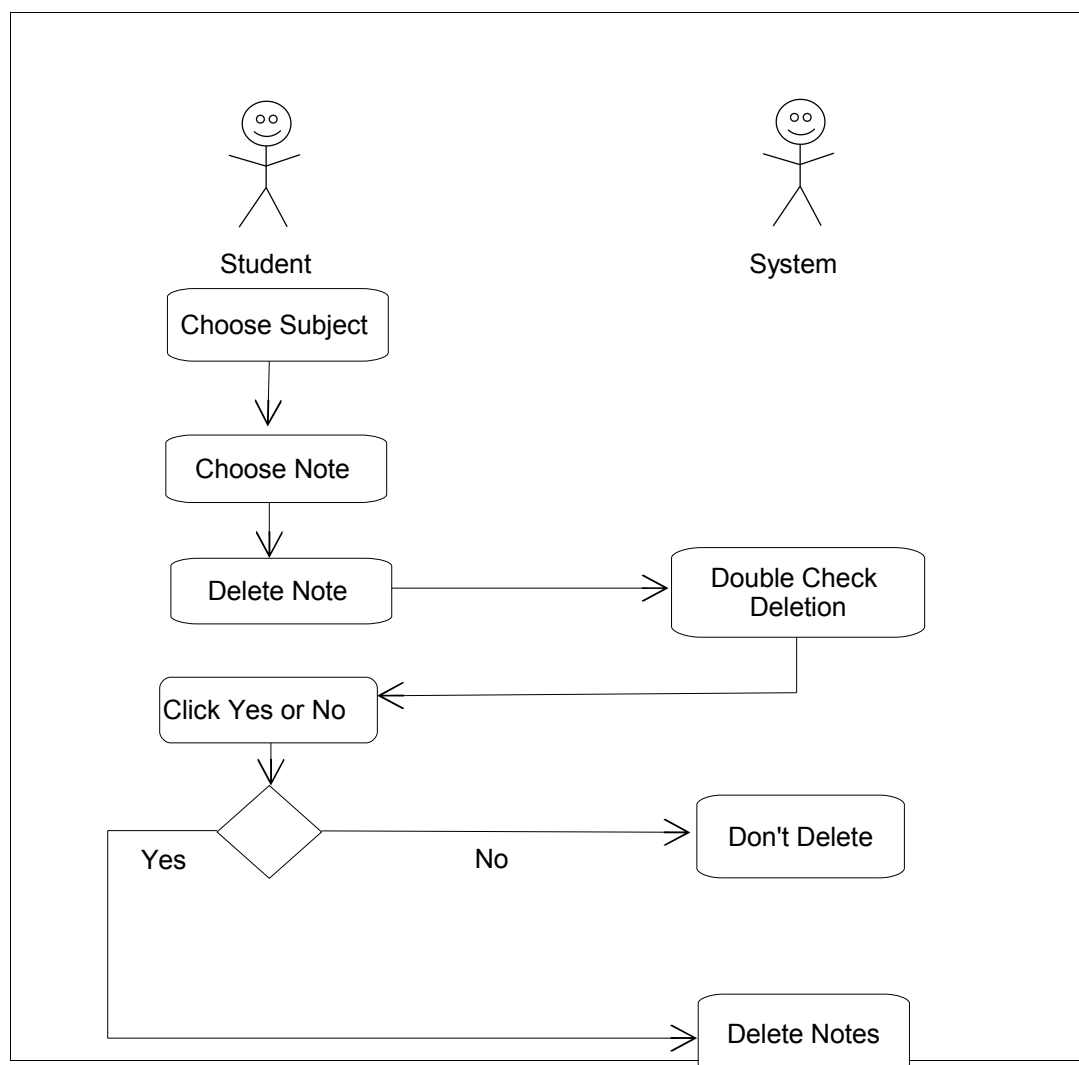 Student
System
Choose Subject
Choose Note
Delete Note
Double Check
Deletion
Click Yes or No
Don't Delete
Yes
No
Delete Notes